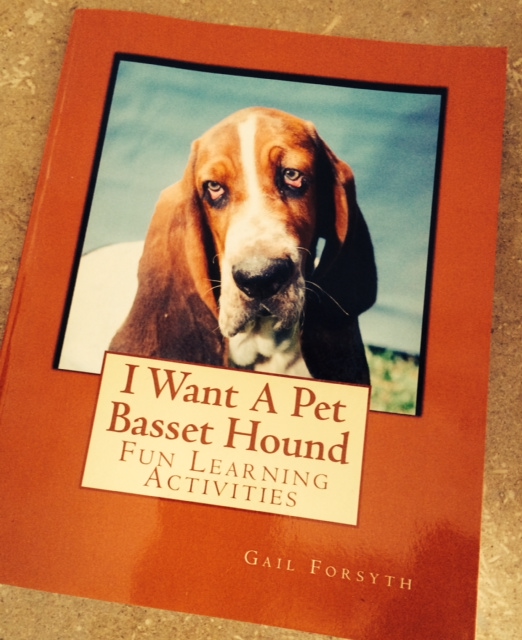 I Want A Pet
Basset Hound
Fun Learning
Activities
Gail Forsyth